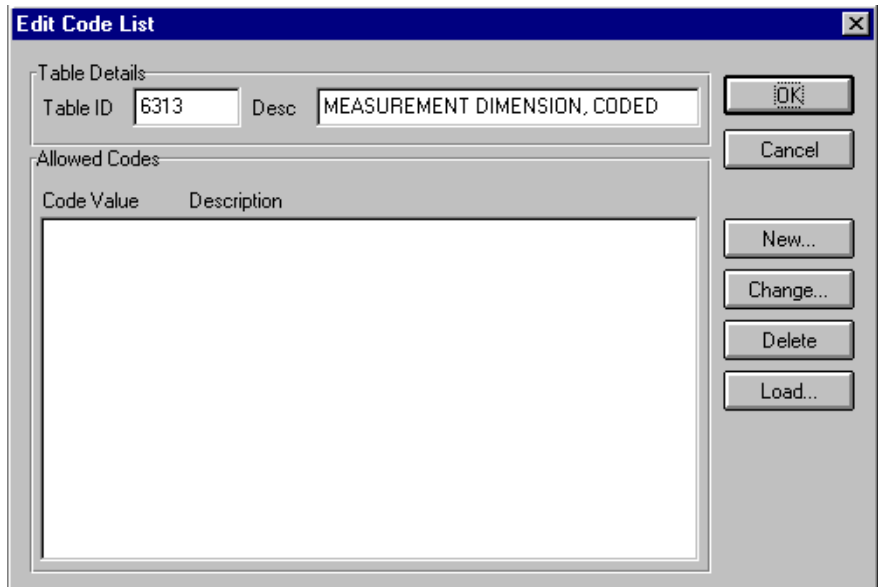 Edit Code List
Table Details
Table ID 6313 Desc MEASUREMENT DIMENSION, CODED
OK
Cancel
Allowed Codes
Code Value Description
New...
Change...
Delete
Load...